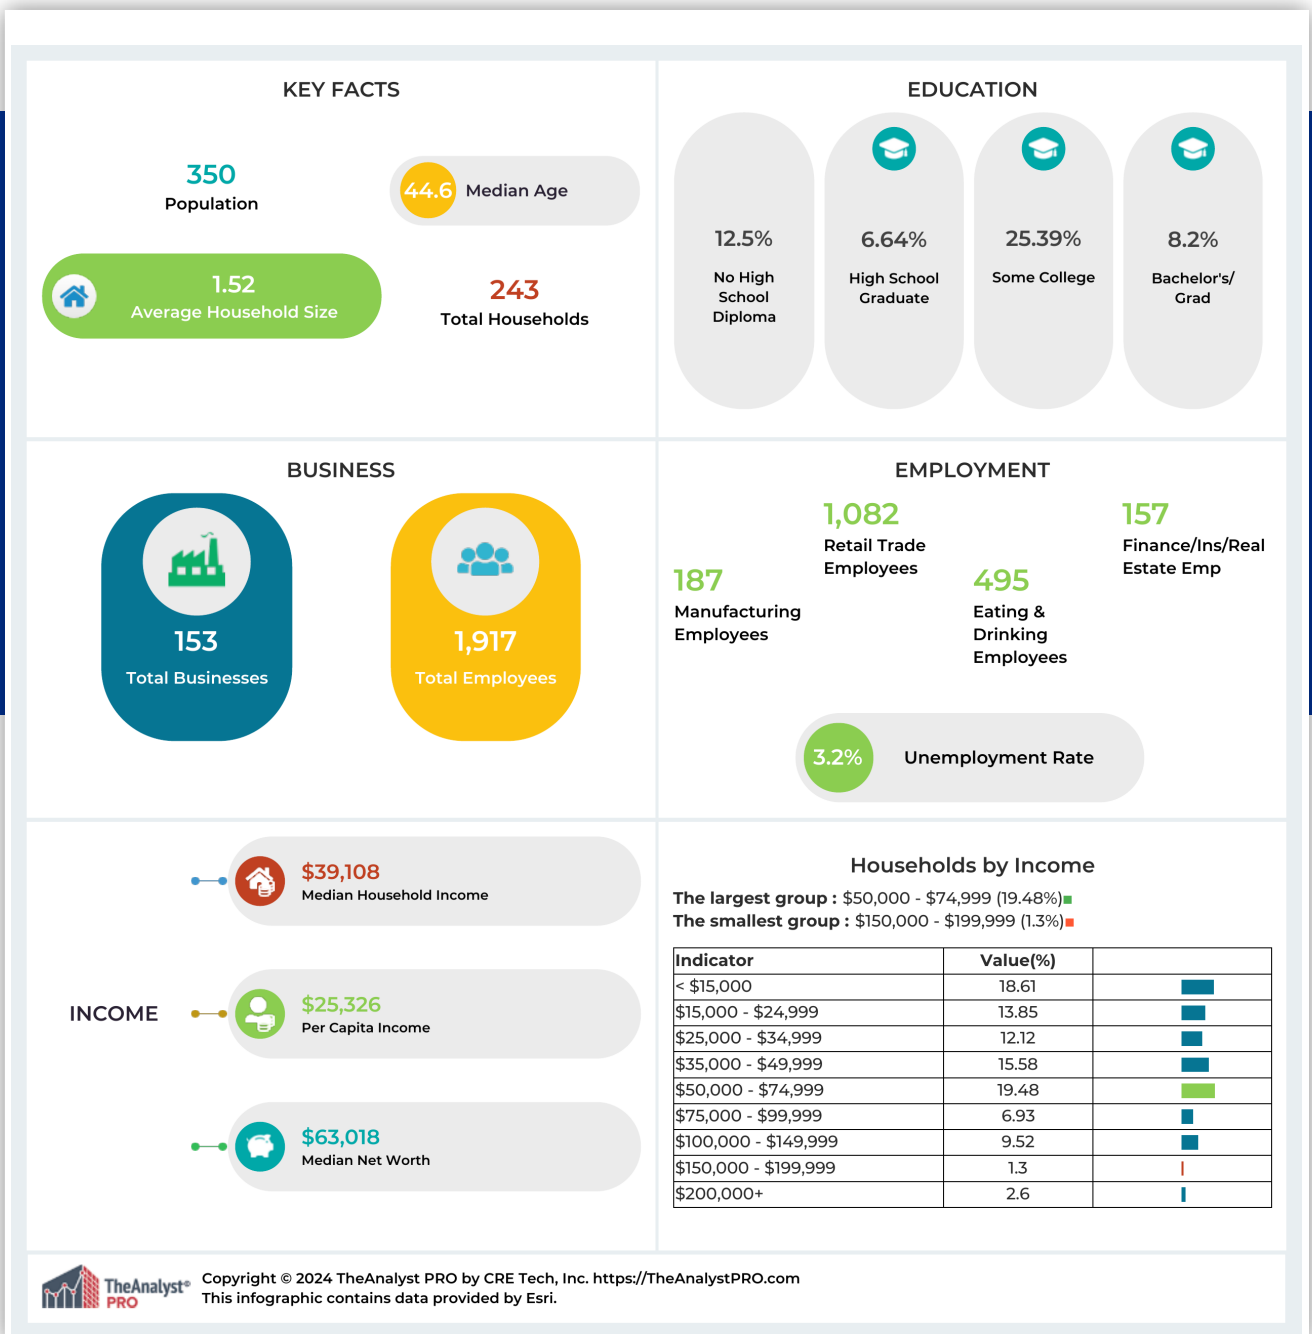 KEY FACTS
350
Population
44.6 Median Age
1.52
Average Household Size
243
Total Households
EDUCATION
12.5%
No High
School
Diploma
6.64%
High School
Graduate
25.39%
Some College
8.2%
Bachelor's/
Grad
BUSINESS
153
Total Businesses
1,917
Total Employees
EMPLOYMENT
187
Manufacturing
Employees
1,082
Retail Trade
Employees
495
Eating &
Drinking
Employees
157
Finance/Ins/Real
Estate Emp
3.2% Unemployment Rate
INCOME
$39,108
Median Household Income
$25,326
Per Capita Income
$63,018
Median Net Worth
Households by Income
The largest group : $50,000 - $74,999 (19.48%)
The smallest group : $150,000 - $199,999 (1.3%)
Indicator Value(%)
< $15,000 18.61
$15,000 - $24,999 13.85
$25,000 - $34,999 12.12
$35,000 - $49,999 15.58
$50,000 - $74,999 19.48
$75,000 - $99,999 6.93
$100,000 - $149,999 9.52
$150,000 - $199,999 1.3
$200,000+ 2.6
TheAnalyst©
PRO
Copyright © 2024 TheAnalyst PRO by CRE Tech, Inc. https://TheAnalystPRO.com
This infographic contains data provided by Esri.